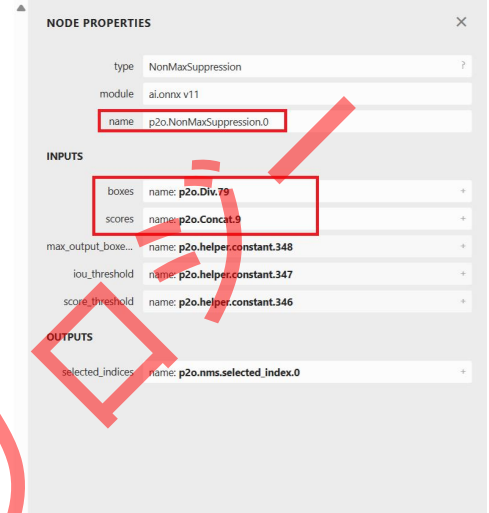 NODE PROPERTIES
type NonMaxSuppression ?
module ai.onnx v11
name p2o.NonMaxSuppression.0
INPUTS
boxes name: p2o.Div.79 +
scores name: p2o.Concat.9 +
max_output_boxe... name: p2o.helper.constant.348 +
iou_threshold name: p2o.helper.constant.347 +
score_threshold name: p2o.helper.constant.346 +
OUTPUTS
selected_indices name: p2o.nms.selected_index.0 +